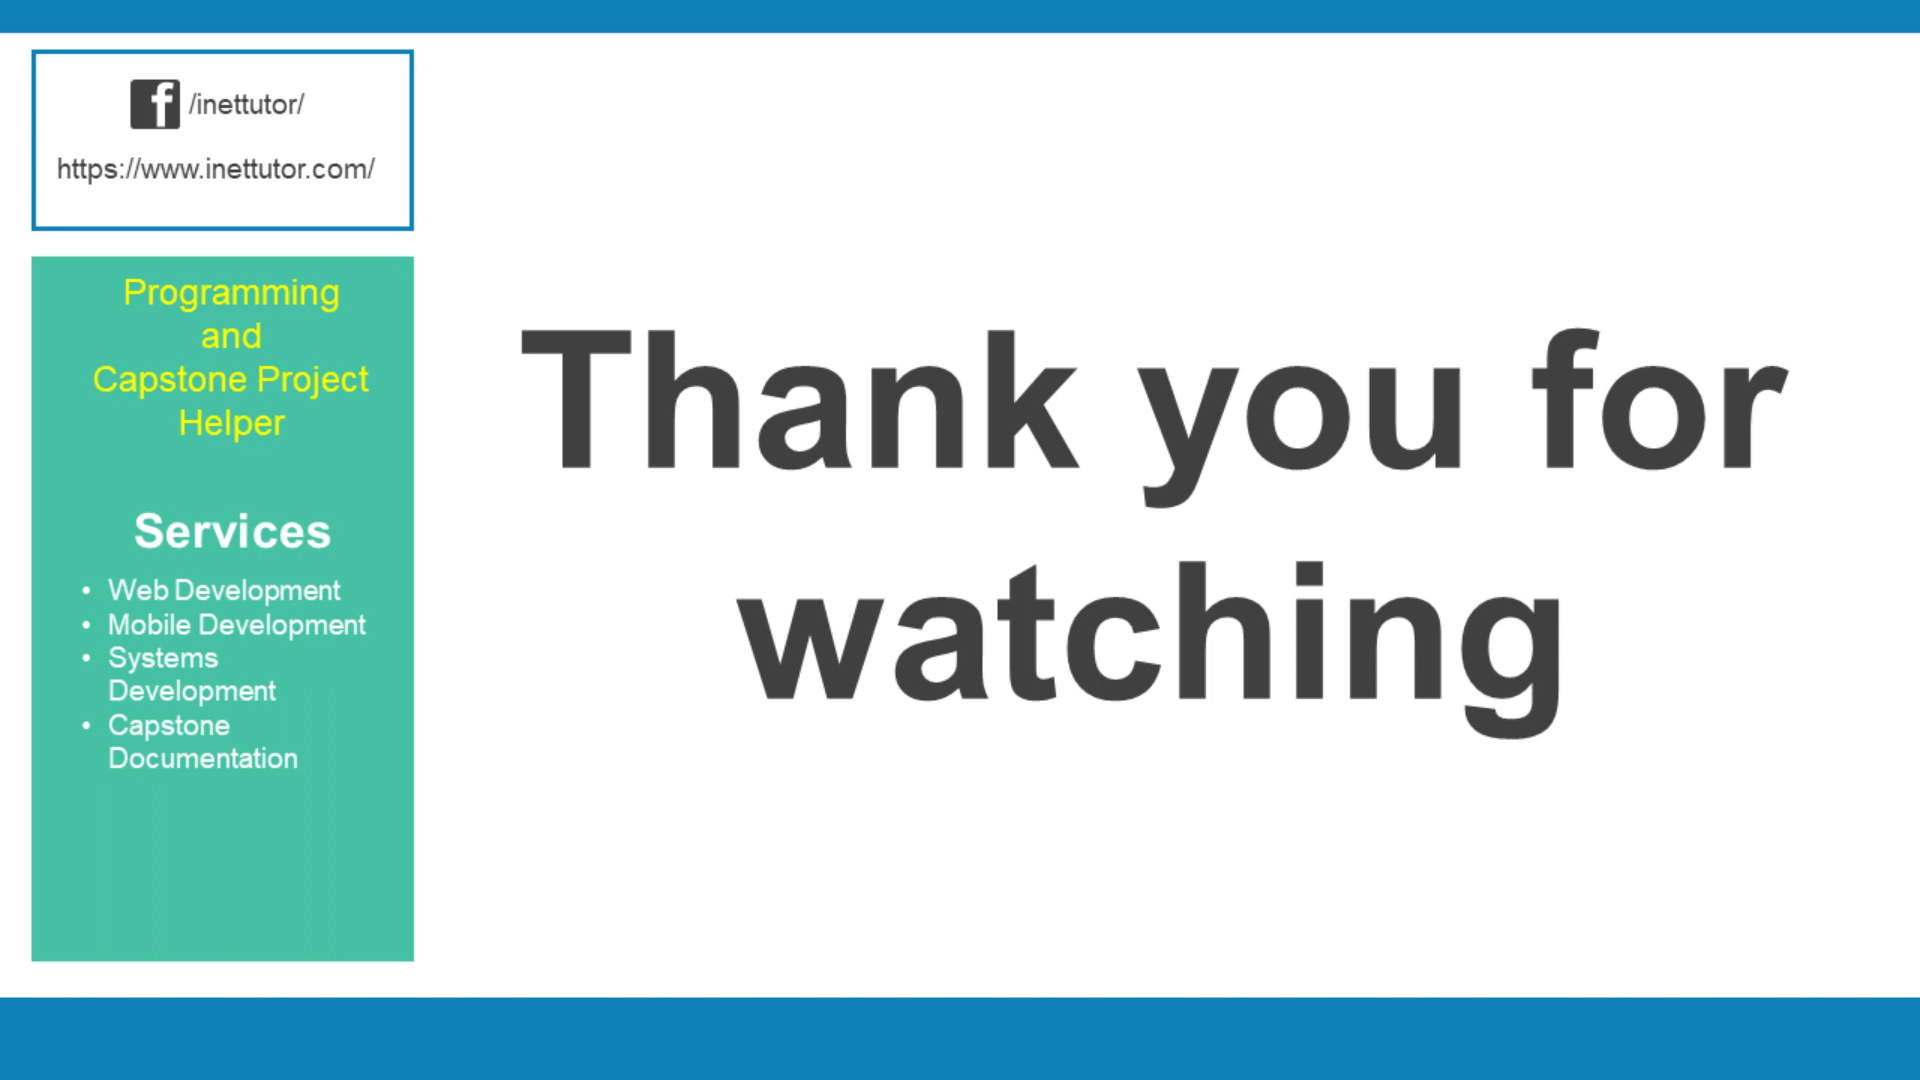 /inettutor/
https://www.inettutor.com/
Programming
and
Capstone Project
Helper
Services
• Web Development
• Mobile Development
• Systems
Development
• Capstone
Documentation
Thank you for
watching